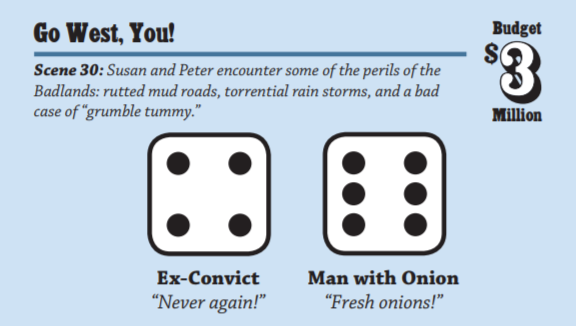 Go West, You!
Budget
$3
Million
Scene 30: Susan and Peter encounter some of the perils of the
Badlands: rutted mud roads, torrential rain storms, and a bad
case of “grumble tummy.”
Ex-Convict
“Never again!”
Man with Onion
“Fresh onions!”